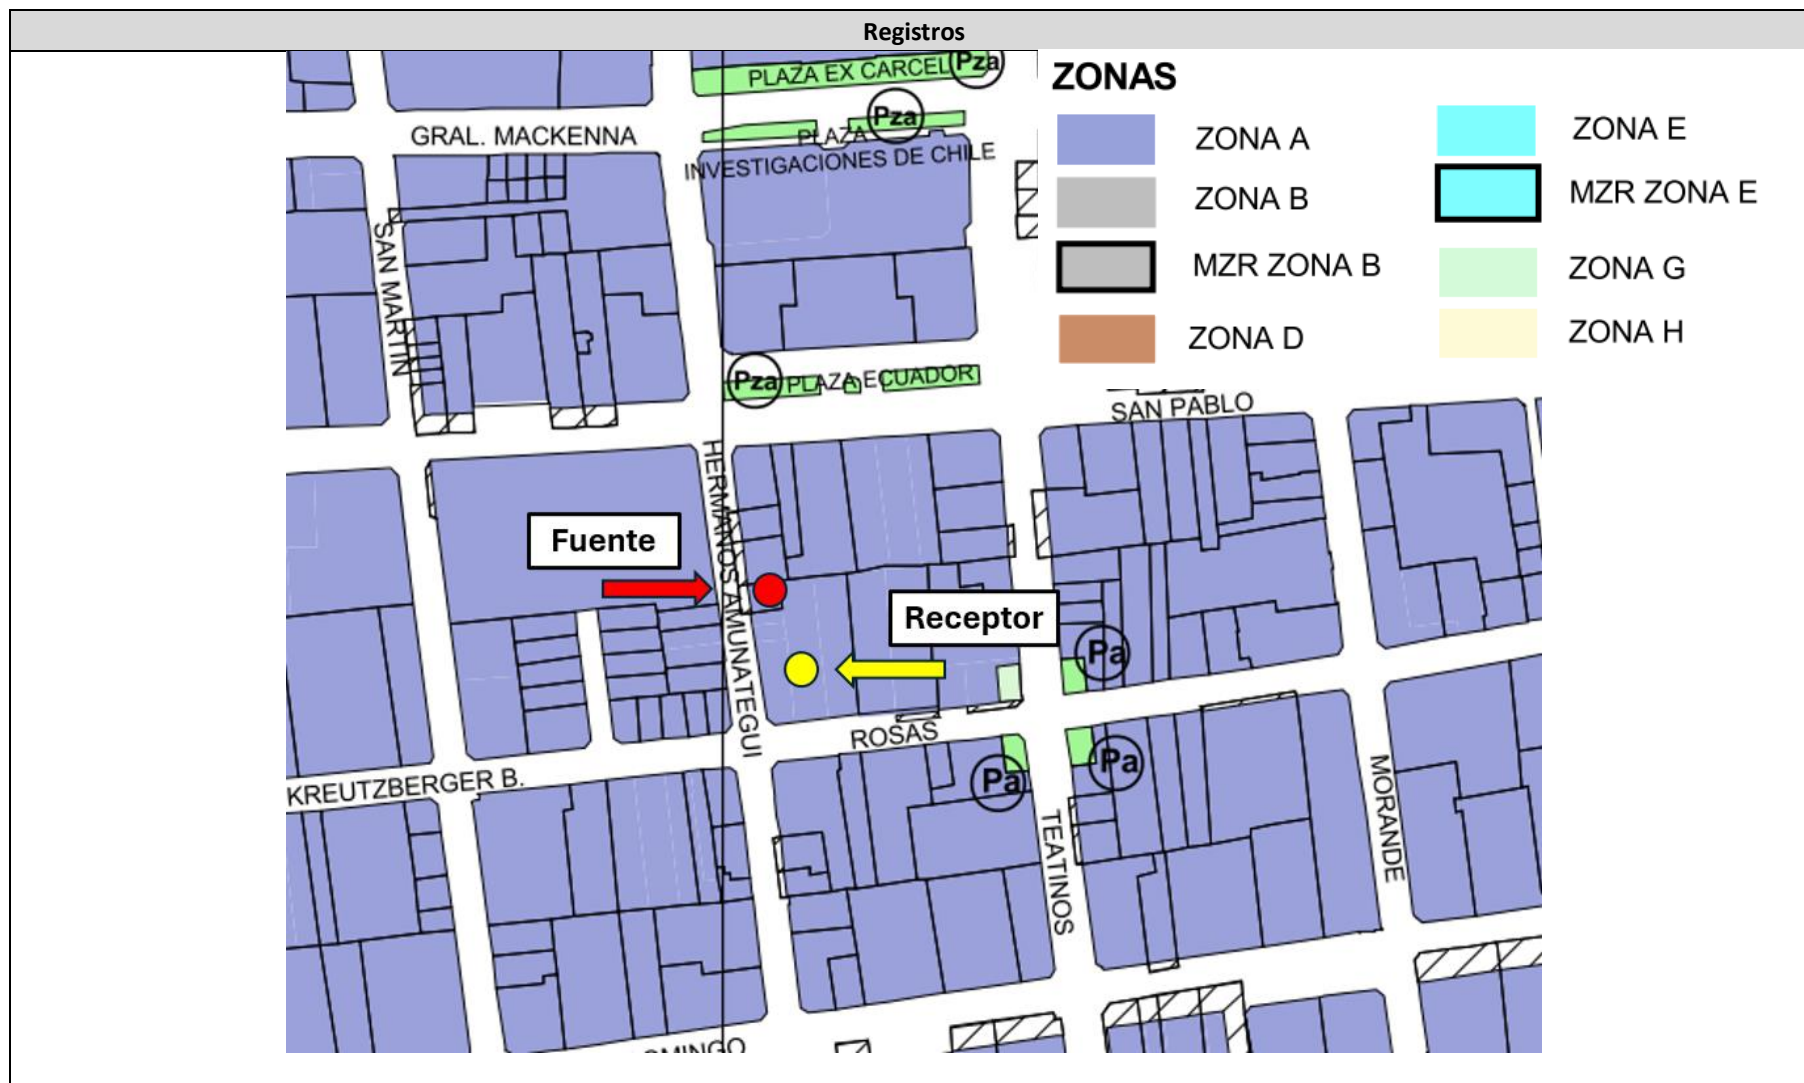 Registros
PLAZA EX CARCEL
Pza
Pza
PLAZA
INVESTIGACIONES DE CHILE
GRAL. MACKENNA
SAN MARTIN
Pza
PLAZA ECUADOR
ZONAS
ZONA A
ZONA B
MZR ZONA B
ZONA D
ZONA E
MZR ZONA E
ZONA G
ZONA H
SAN PABLO
HERMANOS AMUNATEGUI
Fuente
Receptor
Pa
ROSAS
Pa
Pa
KREUTZBERGER B.
TEATINOS
MORANDE